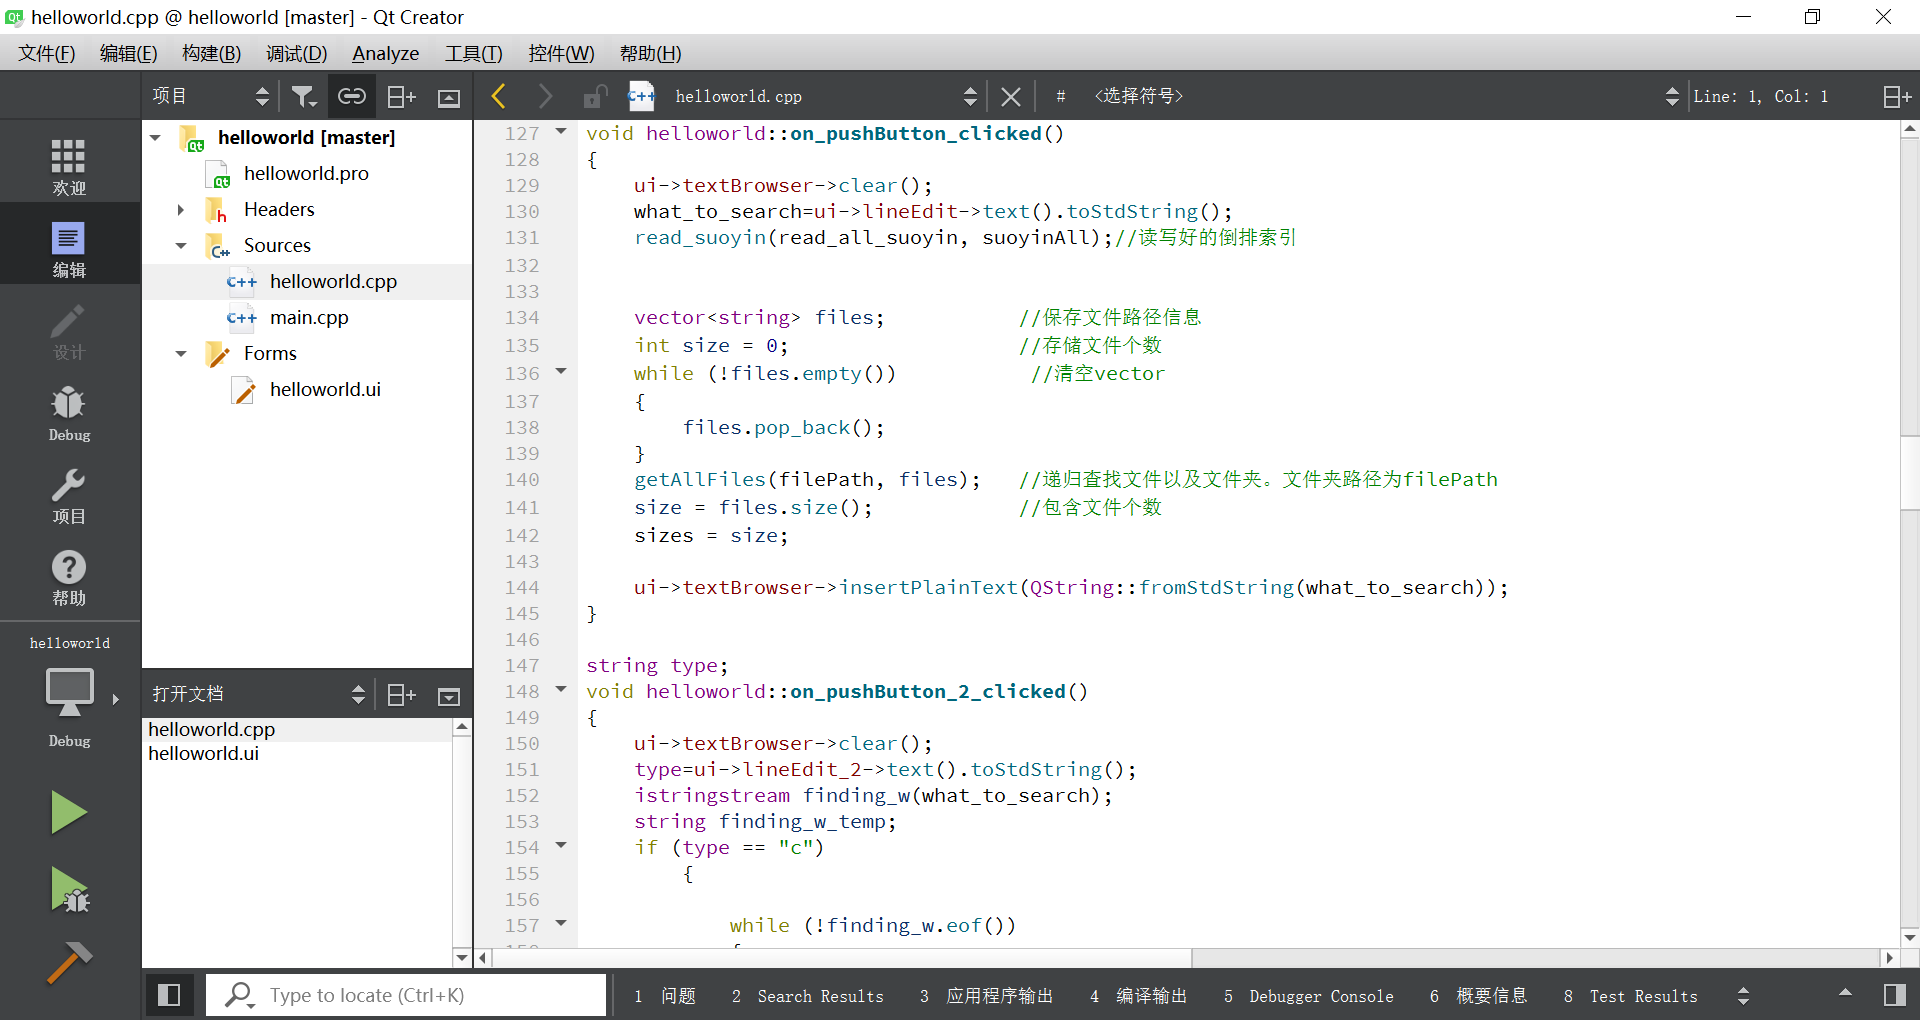 helloworld.cpp @ helloworld [master] - Qt Creator
文件(F) 编辑(E) 构建(B) 调试(D) Analyze 工具(T) 控件(W) 帮助(H)
项目 helloworld.cpp # <选择符号> Line: 1, Col: 1
欢迎
编辑
设计
Debug
项目
帮助
helloworld
Debug
helloworld [master]
helloworld.pro
Headers
Sources
helloworld.cpp
main.cpp
Forms
helloworld.ui
打开文档
helloworld.cpp
helloworld.ui
127 void helloworld::on_pushButton_clicked()
128 {
129 ui->textBrowser->clear();
130 what_to_search=ui->lineEdit->text().toStdString();
131 read_suoyin(read_all_suoyin, suoyinAll);//读写好的倒排索引
132
133
134 vector<string> files; //保存文件路径信息
135 int size = 0; //存储文件个数
136 while (!files.empty()) //清空vector
137 {
138 files.pop_back();
139 }
140 getAllFiles(filePath, files); //递归查找文件以及文件夹。文件夹路径为filePath
141 size = files.size(); //包含文件个数
142 sizes = size;
143
144 ui->textBrowser->insertPlainText(QString::fromStdString(what_to_search));
145 }
146
147 string type;
148 void helloworld::on_pushButton_2_clicked()
149 {
150 ui->textBrowser->clear();
151 type=ui->lineEdit_2->text().toStdString();
152 istringstream finding_w(what_to_search);
153 string finding_w_temp;
154 if (type == "c")
155 {
156
157 while (!finding_w.eof())
Type to locate (Ctrl+K) 1 问题 2 Search Results 3 应用程序输出 4 编译输出 5 Debugger Console 6 概要信息 8 Test Results